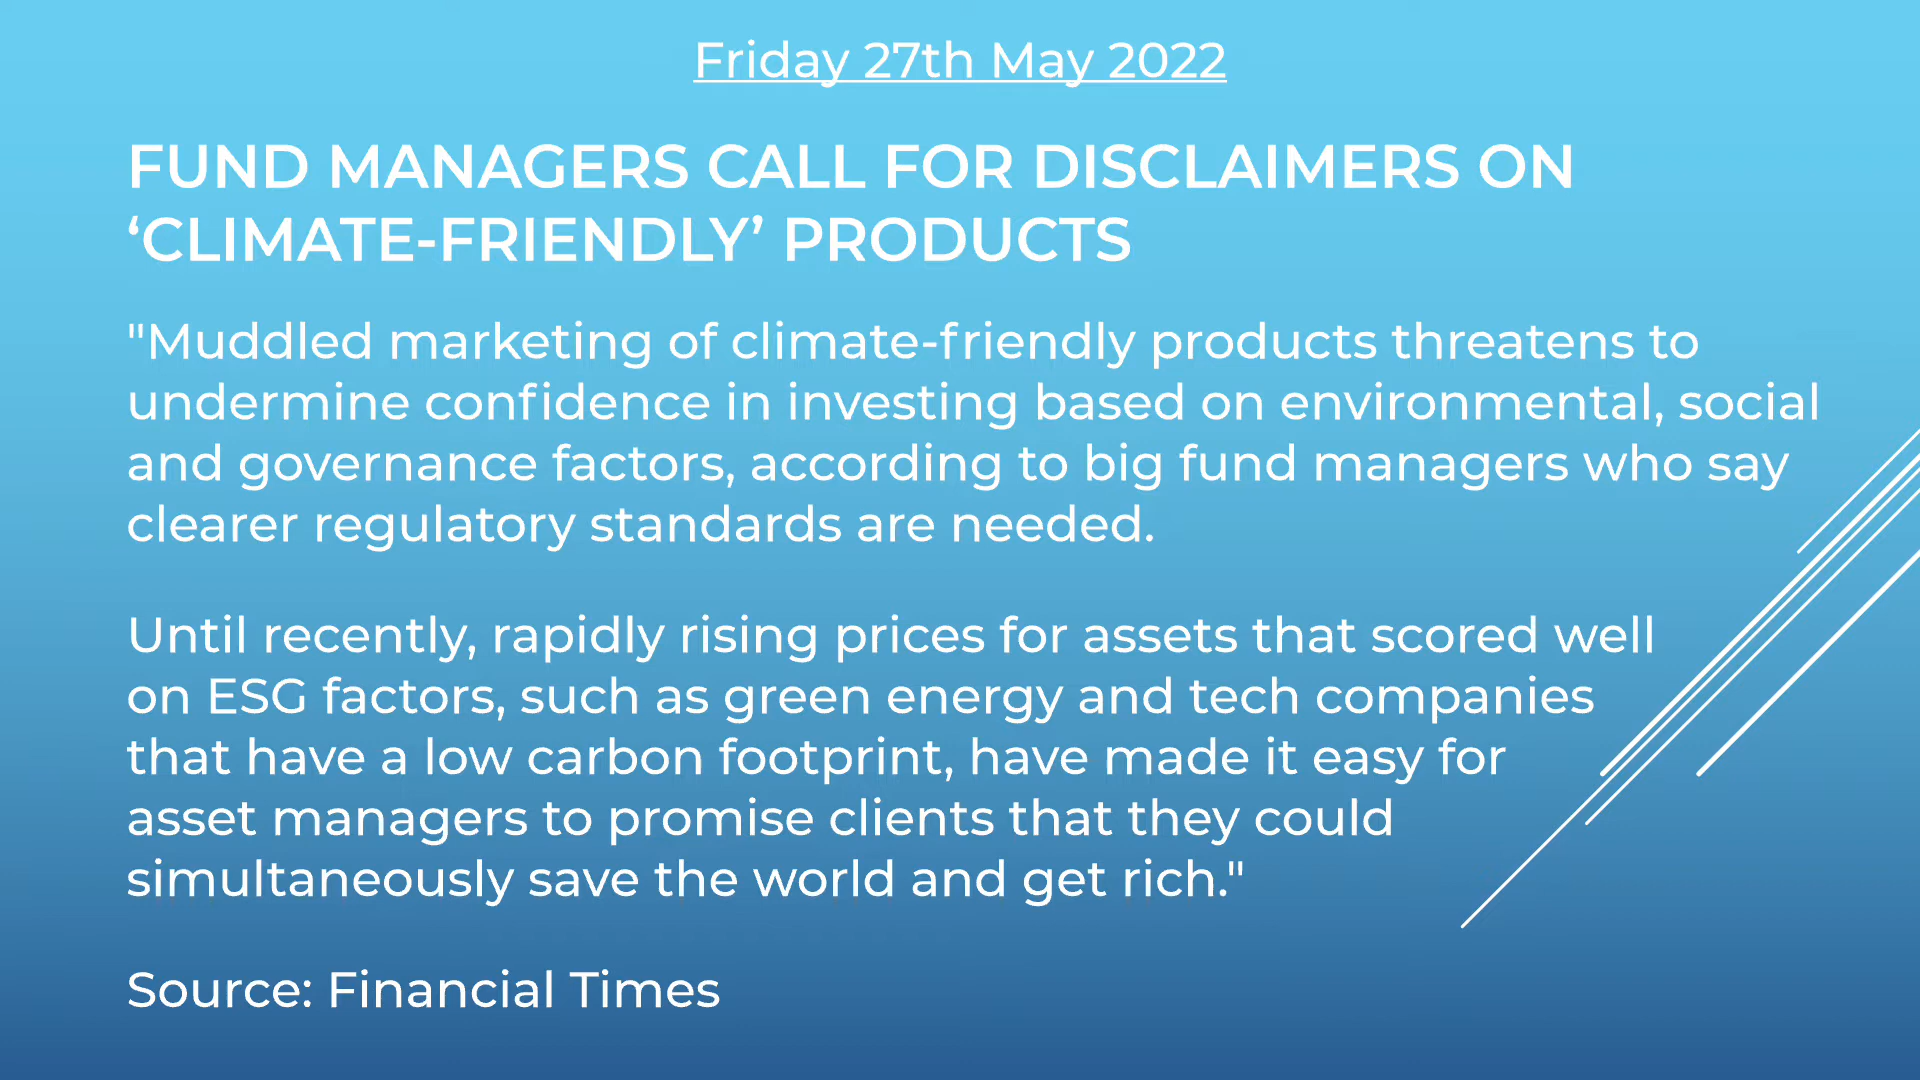 Friday 27th May 2022
FUND MANAGERS CALL FOR DISCLAIMERS ON
‘CLIMATE-FRIENDLY’ PRODUCTS
"Muddled marketing of climate-friendly products threatens to
undermine confidence in investing based on environmental, social
and governance factors, according to big fund managers who say
clearer regulatory standards are needed.
Until recently, rapidly rising prices for assets that scored well
on ESG factors, such as green energy and tech companies
that have a low carbon footprint, have made it easy for
asset managers to promise clients that they could
simultaneously save the world and get rich."
Source: Financial Times